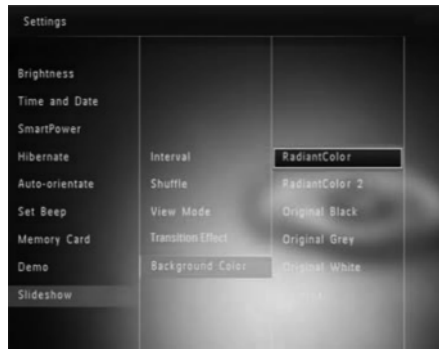 Settings
Brightness
Time and Date
SmartPower
Hibernate
Auto-orientate
Set Beep
Memory Card
Demo
Slideshow
Interval
Shuffle
View Mode
Transition Effect
Background Color
RadiantColor
RadiantColor 2
Original Black
Original Grey
Original White